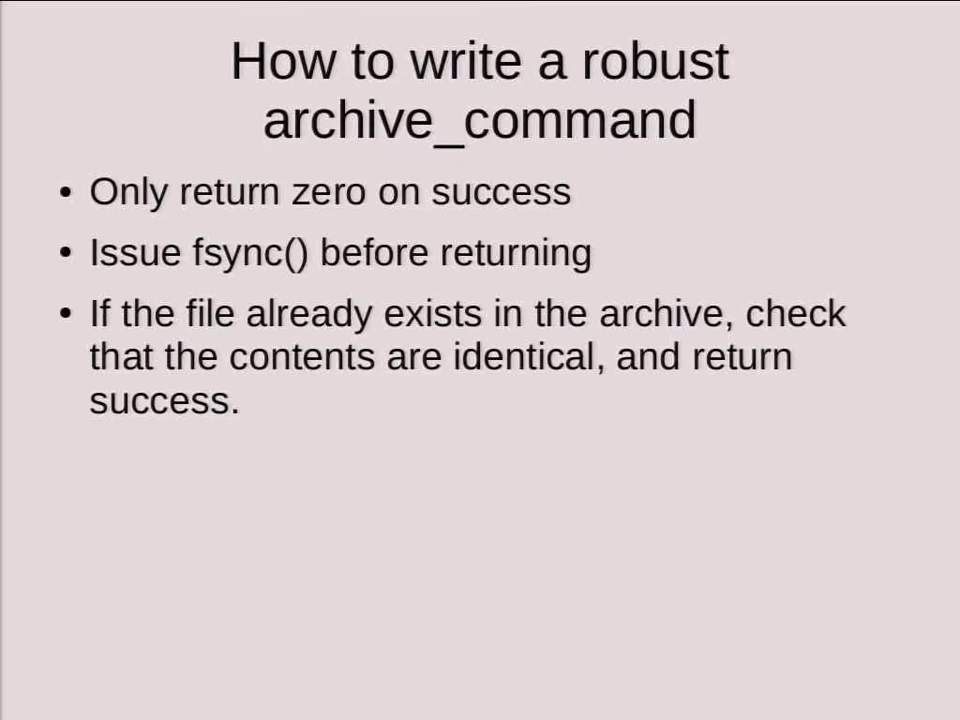 How to write a robust
archive_command
• Only return zero on success
• Issue fsync() before returning
• If the file already exists in the archive, check
that the contents are identical, and return
success.